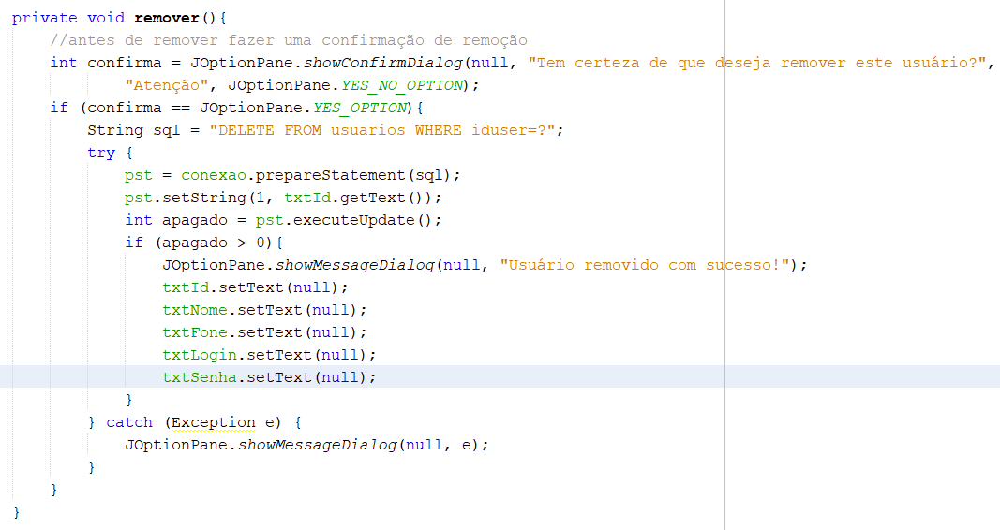 private void remover(){
//antes de remover fazer uma confirmação de remoção
int confirma = JOptionPane.showConfirmDialog(null, "Tem certeza de que deseja remover este usuário?",
"Atenção", JOptionPane.YES_NO_OPTION);
if (confirma == JOptionPane.YES_OPTION){
String sql = "DELETE FROM usuarios WHERE iduser=?";
try {
pst = conexao.prepareStatement(sql);
pst.setString(1, txtId.getText());
int apagado = pst.executeUpdate();
if (apagado > 0){
JOptionPane.showMessageDialog(null, "Usuário removido com sucesso!");
txtId.setText(null);
txtNome.setText(null);
txtFone.setText(null);
txtLogin.setText(null);
txtSenha.setText(null);
}
} catch (Exception e) {
JOptionPane.showMessageDialog(null, e);
}
}
}